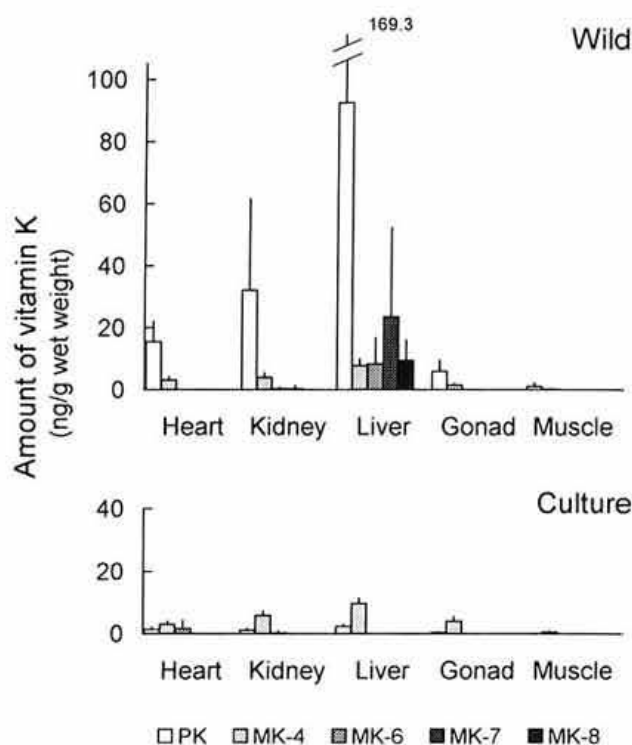 169.3
Wild
100
80
60
40
20
0
Amount of vitamin K
(ng/g wet weight)
Heart Kidney Liver Gonad Muscle
Culture
40
20
0
Heart Kidney Liver Gonad Muscle
PK MK-4 MK-6 MK-7 MK-8